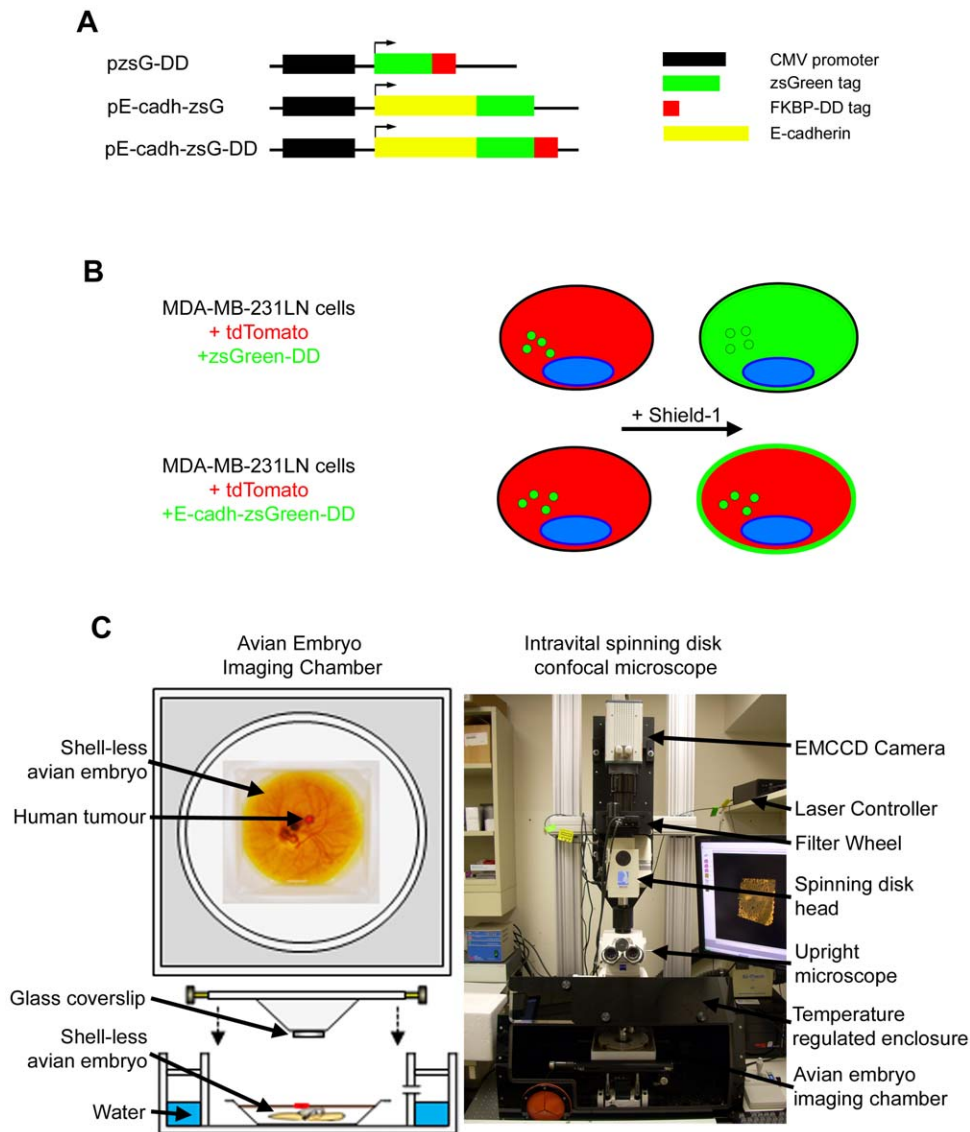 A
pzsG-DD
pE-cadh-zsG
pE-cadh-zsG-DD
CMV promoter
zsGreen tag
FKBP-DD tag
E-cadherin
B
MDA-MB-231LN cells
+ tdTomato
+zsGreen-DD
+ Shield-1
MDA-MB-231LN cells
+ tdTomato
+E-cadh-zsGreen-DD
C
Avian Embryo
Imaging Chamber
Shell-less
avian embryo
Human tumour
Glass coverslip
Shell-less
avian embryo
Water
Intravital spinning disk
confocal microscope
EMCCD Camera
Laser Controller
Filter Wheel
Spinning disk
head
Upright
microscope
Temperature
regulated enclosure
Avian embryo
imaging chamber